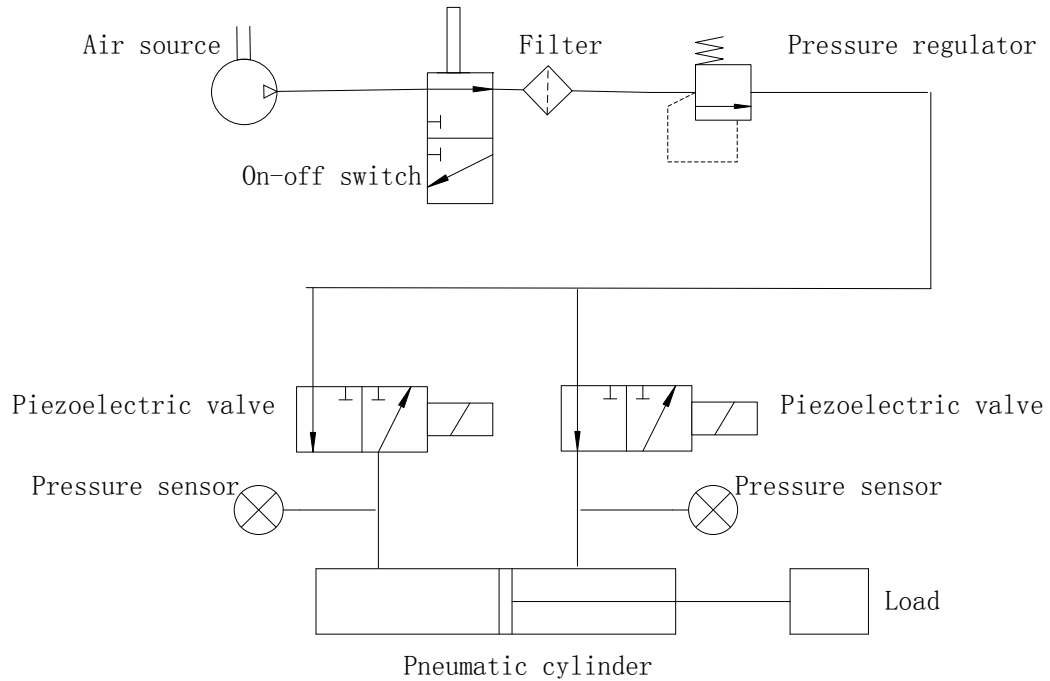 Air source
Filter
Pressure regulator
On-off switch
Piezoelectric valve
Piezoelectric valve
Pressure sensor
Pressure sensor
Load
Pneumatic cylinder